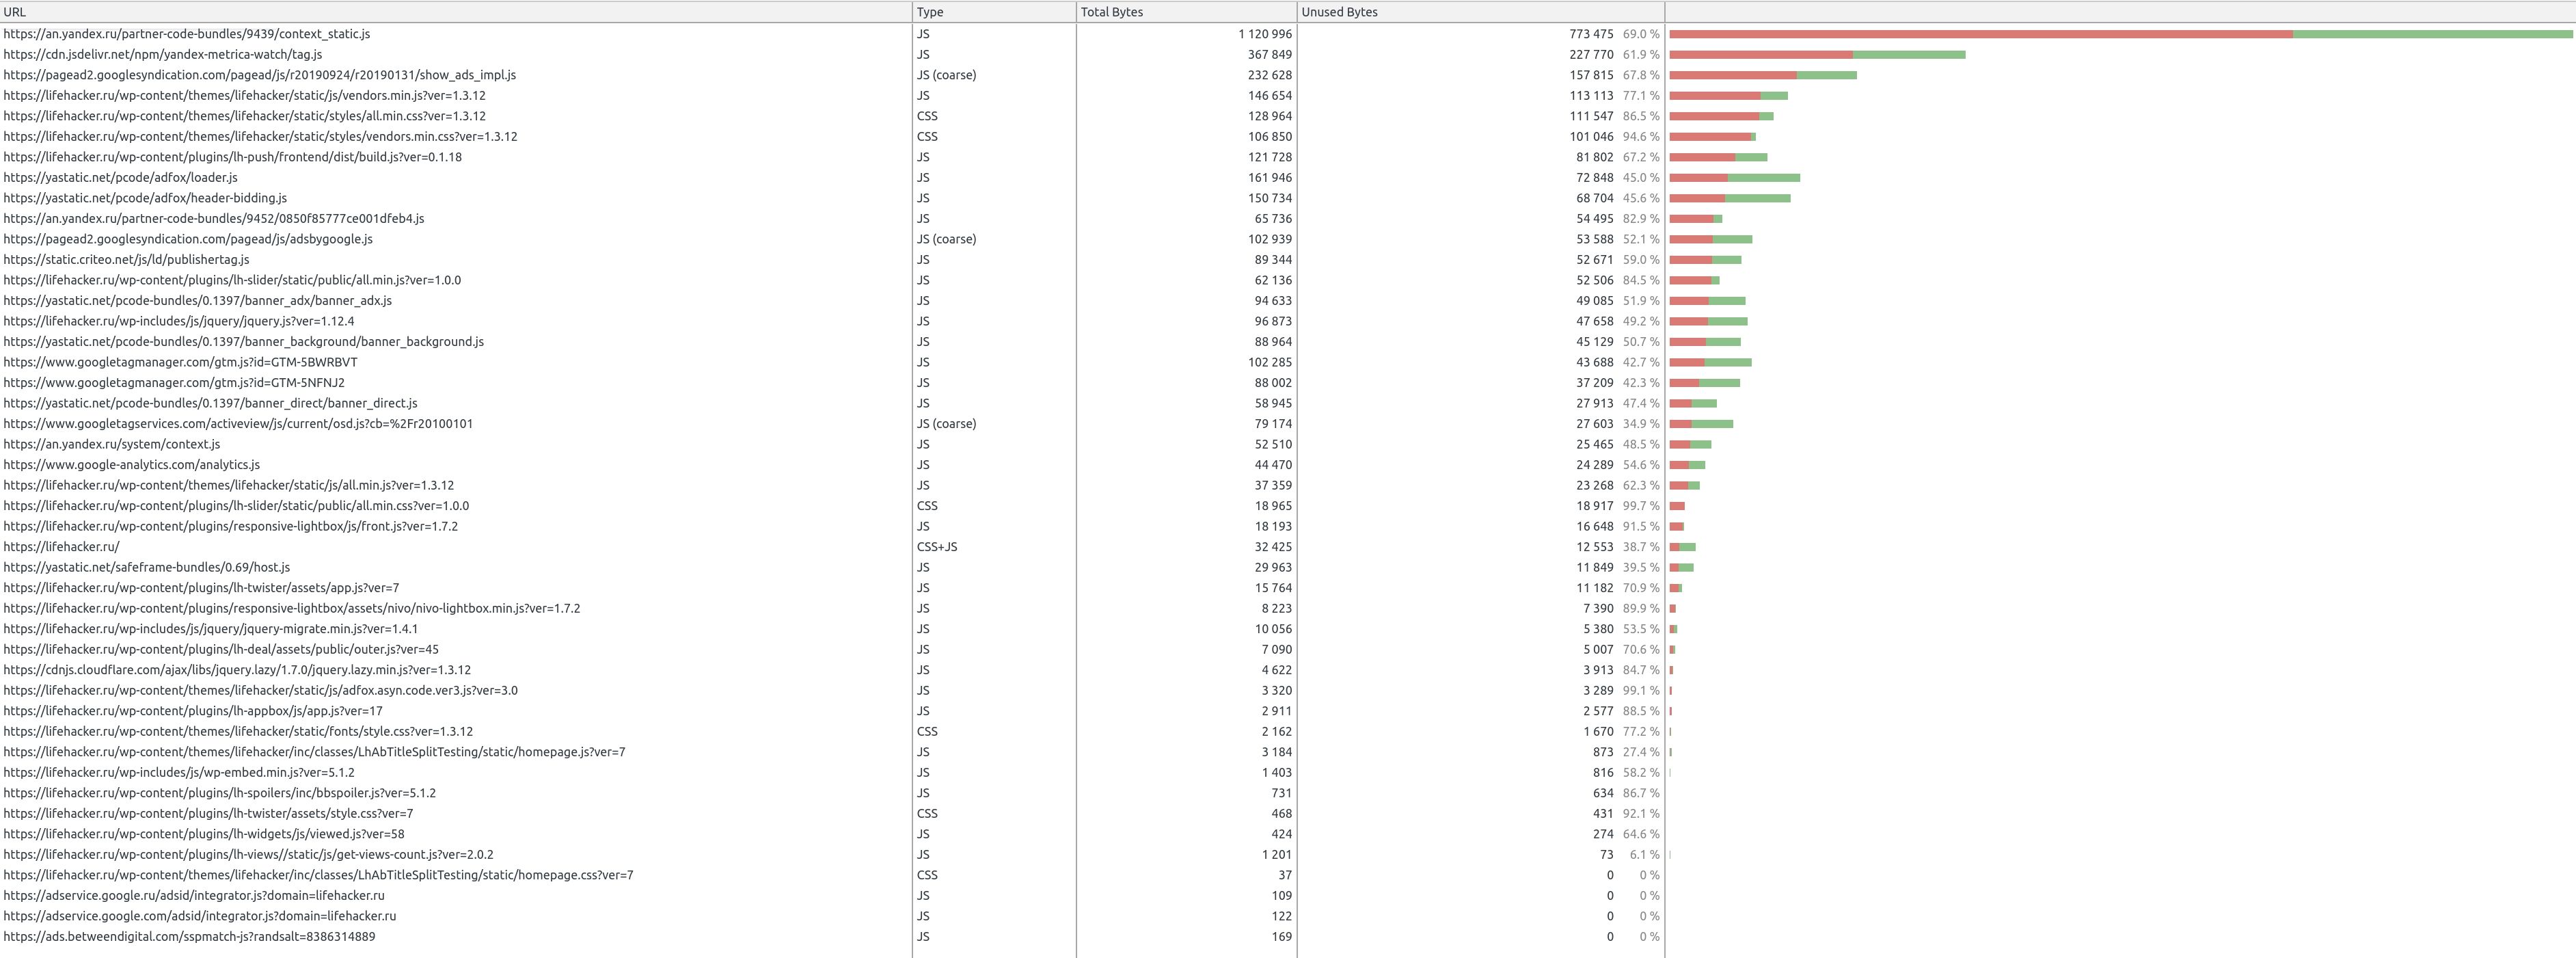 URL Type Total Bytes Unused Bytes
https://an.yandex.ru/partner-code-bundles/9439/context_static.js JS 1 120 996 773 475 69.0 %
https://cdn.jsdelivr.net/npm/yandex-metrica-watch/tag.js JS 367 849 227 770 61.9 %
https://pagead2.googlesyndication.com/pagead/js/r20190924/r20190131/show_ads_impl.js JS (coarse) 232 628 157 815 67.8 %
https://lifehacker.ru/wp-content/themes/lifehacker/static/js/vendors.min.js?ver=1.3.12 JS 146 654 113 113 77.1 %
https://lifehacker.ru/wp-content/themes/lifehacker/static/styles/all.min.css?ver=1.3.12 CSS 128 964 111 547 86.5 %
https://lifehacker.ru/wp-content/themes/lifehacker/static/styles/vendors.min.css?ver=1.3.12 CSS 106 850 101 046 94.6 %
https://lifehacker.ru/wp-content/plugins/lh-push/frontend/dist/build.js?ver=0.1.18 JS 121 728 81 802 67.2 %
https://yastatic.net/pcode/adfox/loader.js JS 161 946 72 848 45.0 %
https://yastatic.net/pcode/adfox/header-bidding.js JS 150 734 68 704 45.6 %
https://an.yandex.ru/partner-code-bundles/9452/0850f85777ce001dfeb4.js JS 65 736 54 495 82.9 %
https://pagead2.googlesyndication.com/pagead/js/adsbygoogle.js JS (coarse) 102 939 53 588 52.1 %
https://static.criteo.net/js/ld/publishertag.js JS 89 344 52 671 59.0 %
https://lifehacker.ru/wp-content/plugins/lh-slider/static/public/all.min.js?ver=1.0.0 JS 62 136 52 506 84.5 %
https://yastatic.net/pcode-bundles/0.1397/banner_adx/banner_adx.js JS 94 633 49 085 51.9 %
https://lifehacker.ru/wp-includes/js/jquery/jquery.js?ver=1.12.4 JS 96 873 47 658 49.2 %
https://yastatic.net/pcode-bundles/0.1397/banner_background/banner_background.js JS 88 964 45 129 50.7 %
https://www.googletagmanager.com/gtm.js?id=GTM-5BWRBVT JS 102 285 43 688 42.7 %
https://www.googletagmanager.com/gtm.js?id=GTM-5NFNJ2 JS 88 002 37 209 42.3 %
https://yastatic.net/pcode-bundles/0.1397/banner_direct/banner_direct.js JS 58 945 27 913 47.4 %
https://www.googletagservices.com/activeview/js/current/osd.js?cb=%2Fr20100101 JS (coarse) 79 174 27 603 34.9 %
https://an.yandex.ru/system/context.js JS 52 510 25 465 48.5 %
https://www.google-analytics.com/analytics.js JS 44 470 24 289 54.6 %
https://lifehacker.ru/wp-content/themes/lifehacker/static/js/all.min.js?ver=1.3.12 JS 37 359 23 268 62.3 %
https://lifehacker.ru/wp-content/plugins/lh-slider/static/public/all.min.css?ver=1.0.0 CSS 18 965 18 917 99.7 %
https://lifehacker.ru/wp-content/plugins/responsive-lightbox/js/front.js?ver=1.7.2 JS 18 193 16 648 91.5 %
https://lifehacker.ru/ CSS+JS 32 425 12 553 38.7 %
https://yastatic.net/safeframe-bundles/0.69/host.js JS 29 963 11 849 39.5 %
https://lifehacker.ru/wp-content/plugins/lh-twister/assets/app.js?ver=7 JS 15 764 11 182 70.9 %
https://lifehacker.ru/wp-content/plugins/responsive-lightbox/assets/nivo/nivo-lightbox.min.js?ver=1.7.2 JS 8 223 7 390 89.9 %
https://lifehacker.ru/wp-includes/js/jquery/jquery-migrate.min.js?ver=1.4.1 JS 10 056 5 380 53.5 %
https://lifehacker.ru/wp-content/plugins/lh-deal/assets/public/outer.js?ver=45 JS 7 090 5 007 70.6 %
https://cdnjs.cloudflare.com/ajax/libs/jquery.lazy/1.7.0/jquery.lazy.min.js?ver=1.3.12 JS 4 622 3 913 84.7 %
https://lifehacker.ru/wp-content/themes/lifehacker/static/js/adfox.asyn.code.ver3.js?ver=3.0 JS 3 320 3 289 99.1 %
https://lifehacker.ru/wp-content/plugins/lh-appbox/js/app.js?ver=17 JS 2 911 2 577 88.5 %
https://lifehacker.ru/wp-content/themes/lifehacker/static/fonts/style.css?ver=1.3.12 CSS 2 162 1 670 77.2 %
https://lifehacker.ru/wp-content/themes/lifehacker/inc/classes/LhAbTitleSplitTesting/static/homepage.js?ver=7 JS 3 184 873 27.4 %
https://lifehacker.ru/wp-includes/js/wp-embed.min.js?ver=5.1.2 JS 1 403 816 58.2 %
https://lifehacker.ru/wp-content/plugins/lh-spoilers/inc/bbspoiler.js?ver=5.1.2 JS 731 634 86.7 %
https://lifehacker.ru/wp-content/plugins/lh-twister/assets/style.css?ver=7 CSS 468 431 92.1 %
https://lifehacker.ru/wp-content/plugins/lh-widgets/js/viewed.js?ver=58 JS 424 274 64.6 %
https://lifehacker.ru/wp-content/plugins/lh-views//static/js/get-views-count.js?ver=2.0.2 JS 1 201 73 6.1 %
https://lifehacker.ru/wp-content/themes/lifehacker/inc/classes/LhAbTitleSplitTesting/static/homepage.css?ver=7 CSS 37 0 0 %
https://adservice.google.ru/adsid/integrator.js?domain=lifehacker.ru JS 109 0 0 %
https://adservice.google.com/adsid/integrator.js?domain=lifehacker.ru JS 122 0 0 %
https://ads.betweendigital.com/sspmatch-js?randsalt=8386314889 JS 169 0 0 %